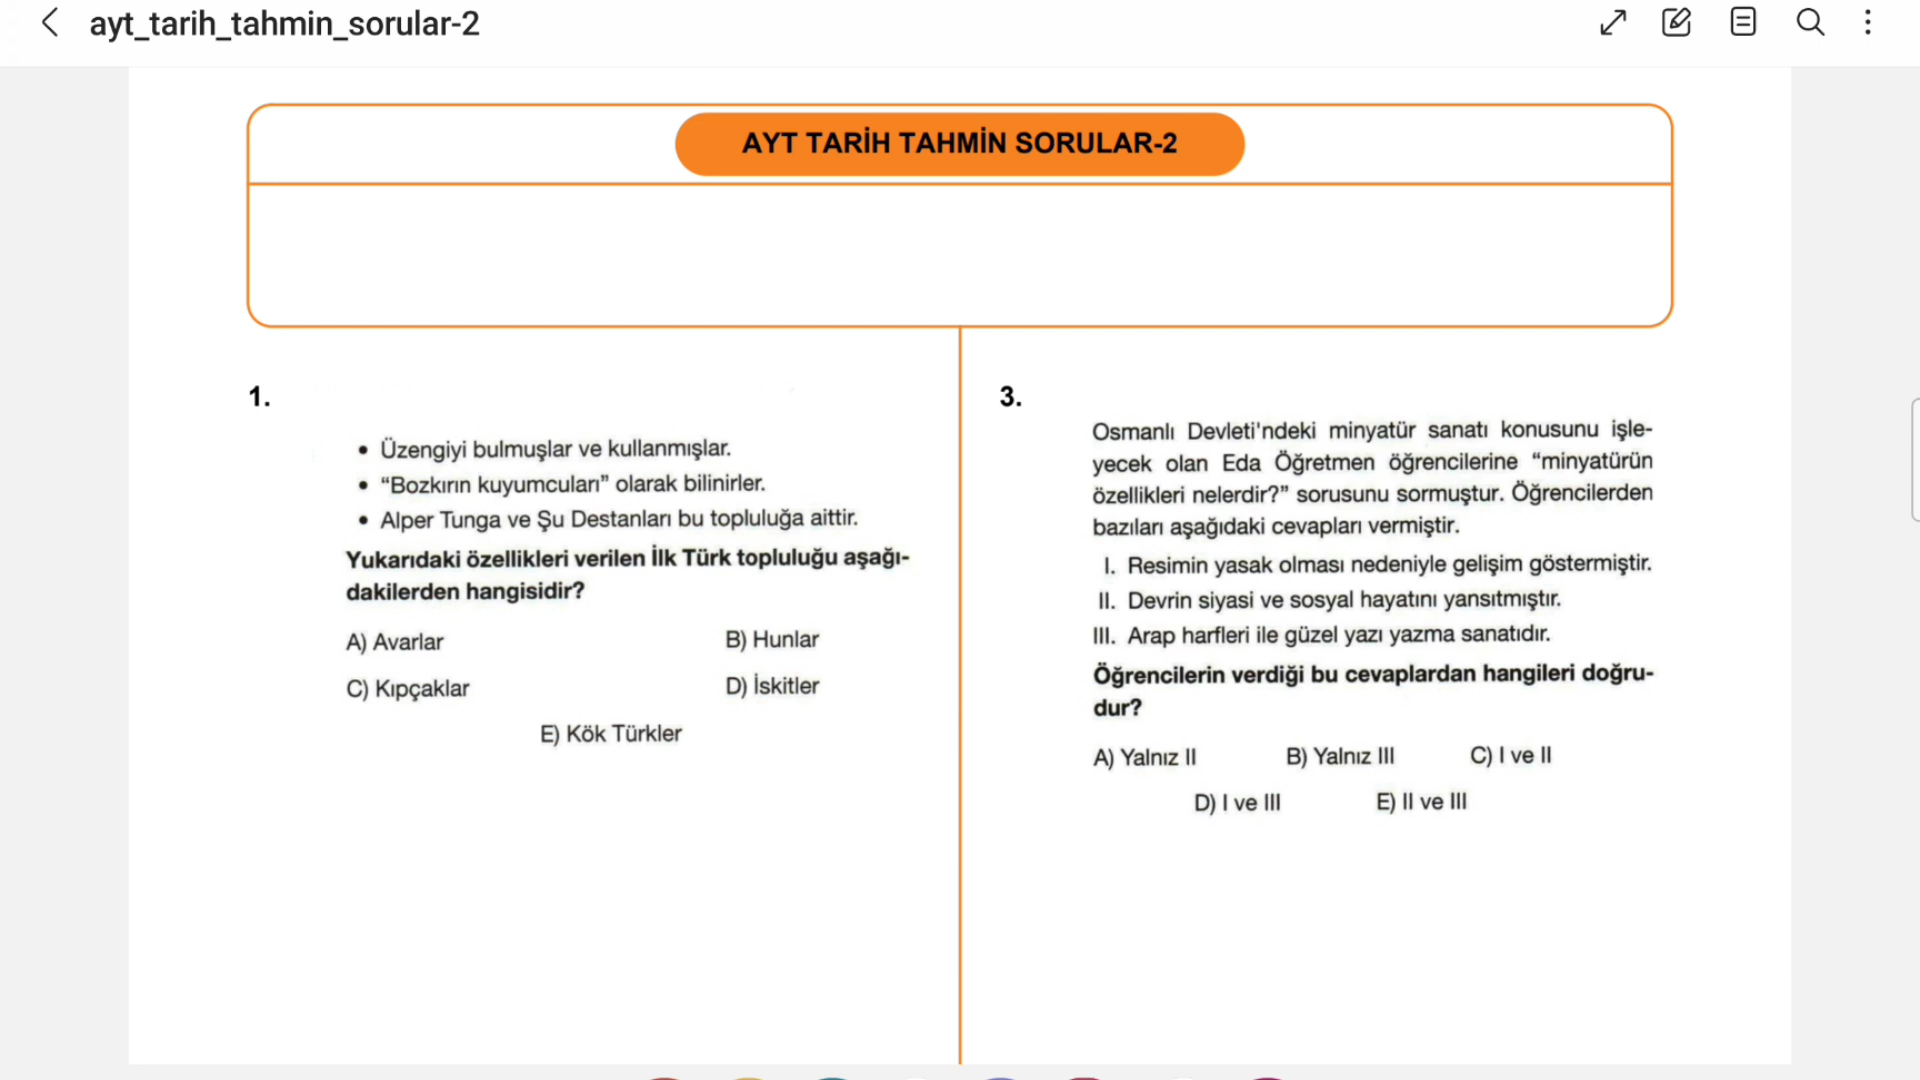 ayt_tarih_tahmin_sorular-2
AYT TARİH TAHMİN SORULAR-2
1.
• Üzengiyi bulmuşlar ve kullanmışlar.
• “Bozkırın kuyumcuları” olarak bilinirler.
• Alper Tunga ve Şu Destanları bu topluluğa aittir.
Yukarıdaki özellikleri verilen İlk Türk topluluğu aşağı-
dakilerden hangisidir?
A) Avarlar B) Hunlar
C) Kıpçaklar D) İskitler
E) Kök Türkler
3.
Osmanlı Devleti'ndeki minyatür sanatı konusunu işle-
yecek olan Eda Öğretmen öğrencilerine “minyatürün
özellikleri nelerdir?” sorusunu sormuştur. Öğrencilerden
bazıları aşağıdaki cevapları vermiştir.
I. Resimin yasak olması nedeniyle gelişim göstermiştir.
II. Devrin siyasi ve sosyal hayatını yansıtmıştır.
III. Arap harfleri ile güzel yazı yazma sanatıdır.
Öğrencilerin verdiği bu cevaplardan hangileri doğru-
dur?
A) Yalnız II B) Yalnız III C) I ve II
D) I ve III E) II ve III